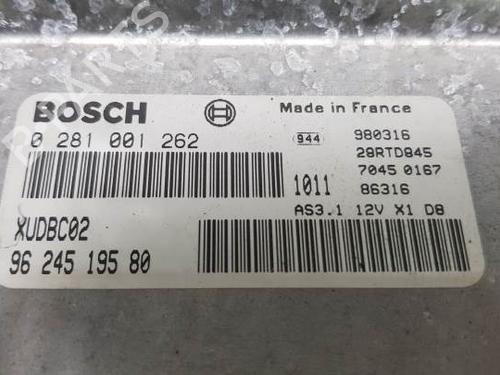 BOSCH
Made in France
0 281 001 262
944
980316
28RTD845
7045 0167
1011
86316
AS3.1 12V X1 D8
XUDBC02
96 245 195 80